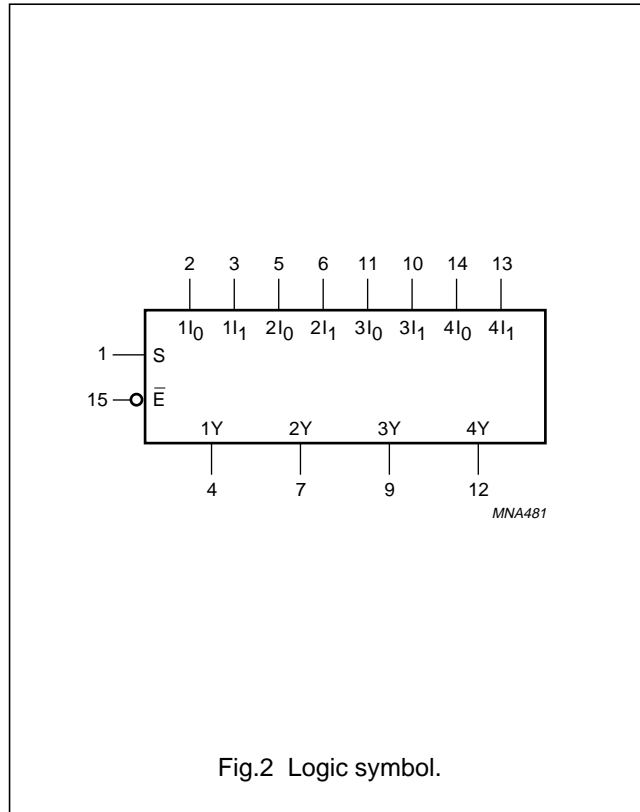 2 3 5 6 11 10 14 13
1I₀ 1I₁ 2I₀ 2I₁ 3I₀ 3I₁ 4I₀ 4I₁
1 S
15 E̅
1Y 2Y 3Y 4Y
4 7 9 12
MNA481
Fig.2 Logic symbol.